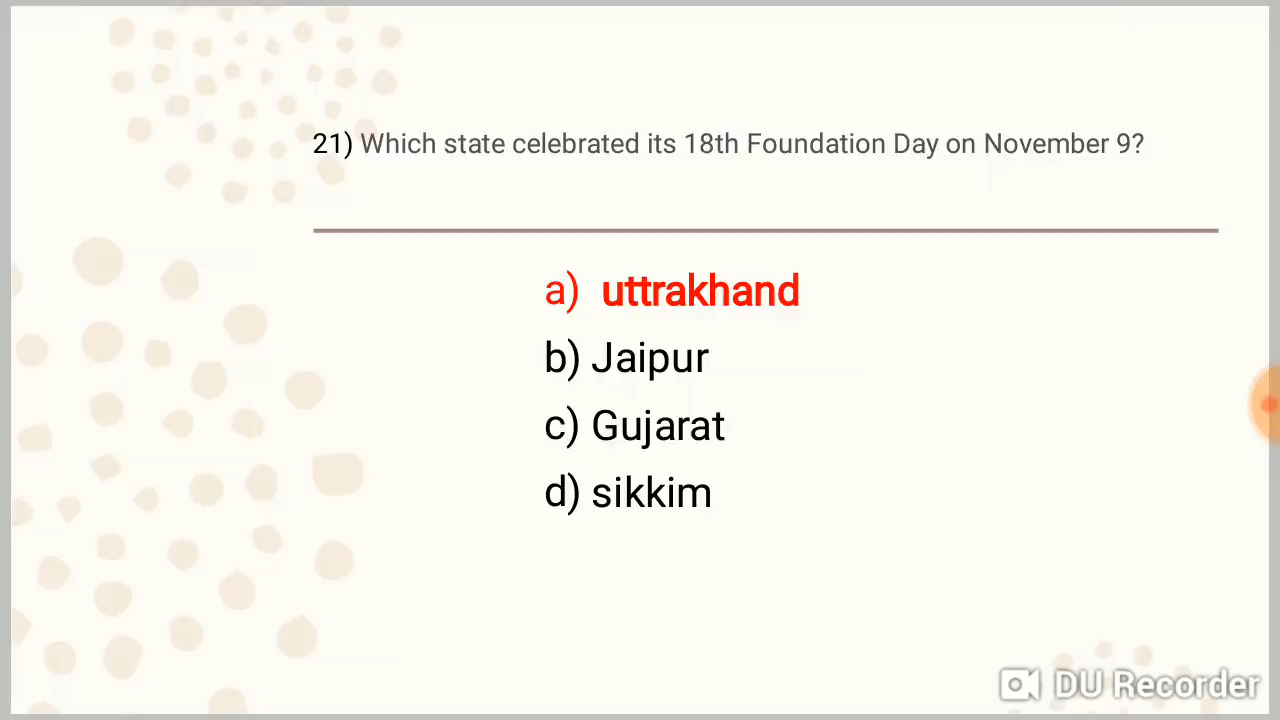 21) Which state celebrated its 18th Foundation Day on November 9?
a) uttrakhand
b) Jaipur
c) Gujarat
d) sikkim
DU Recorder